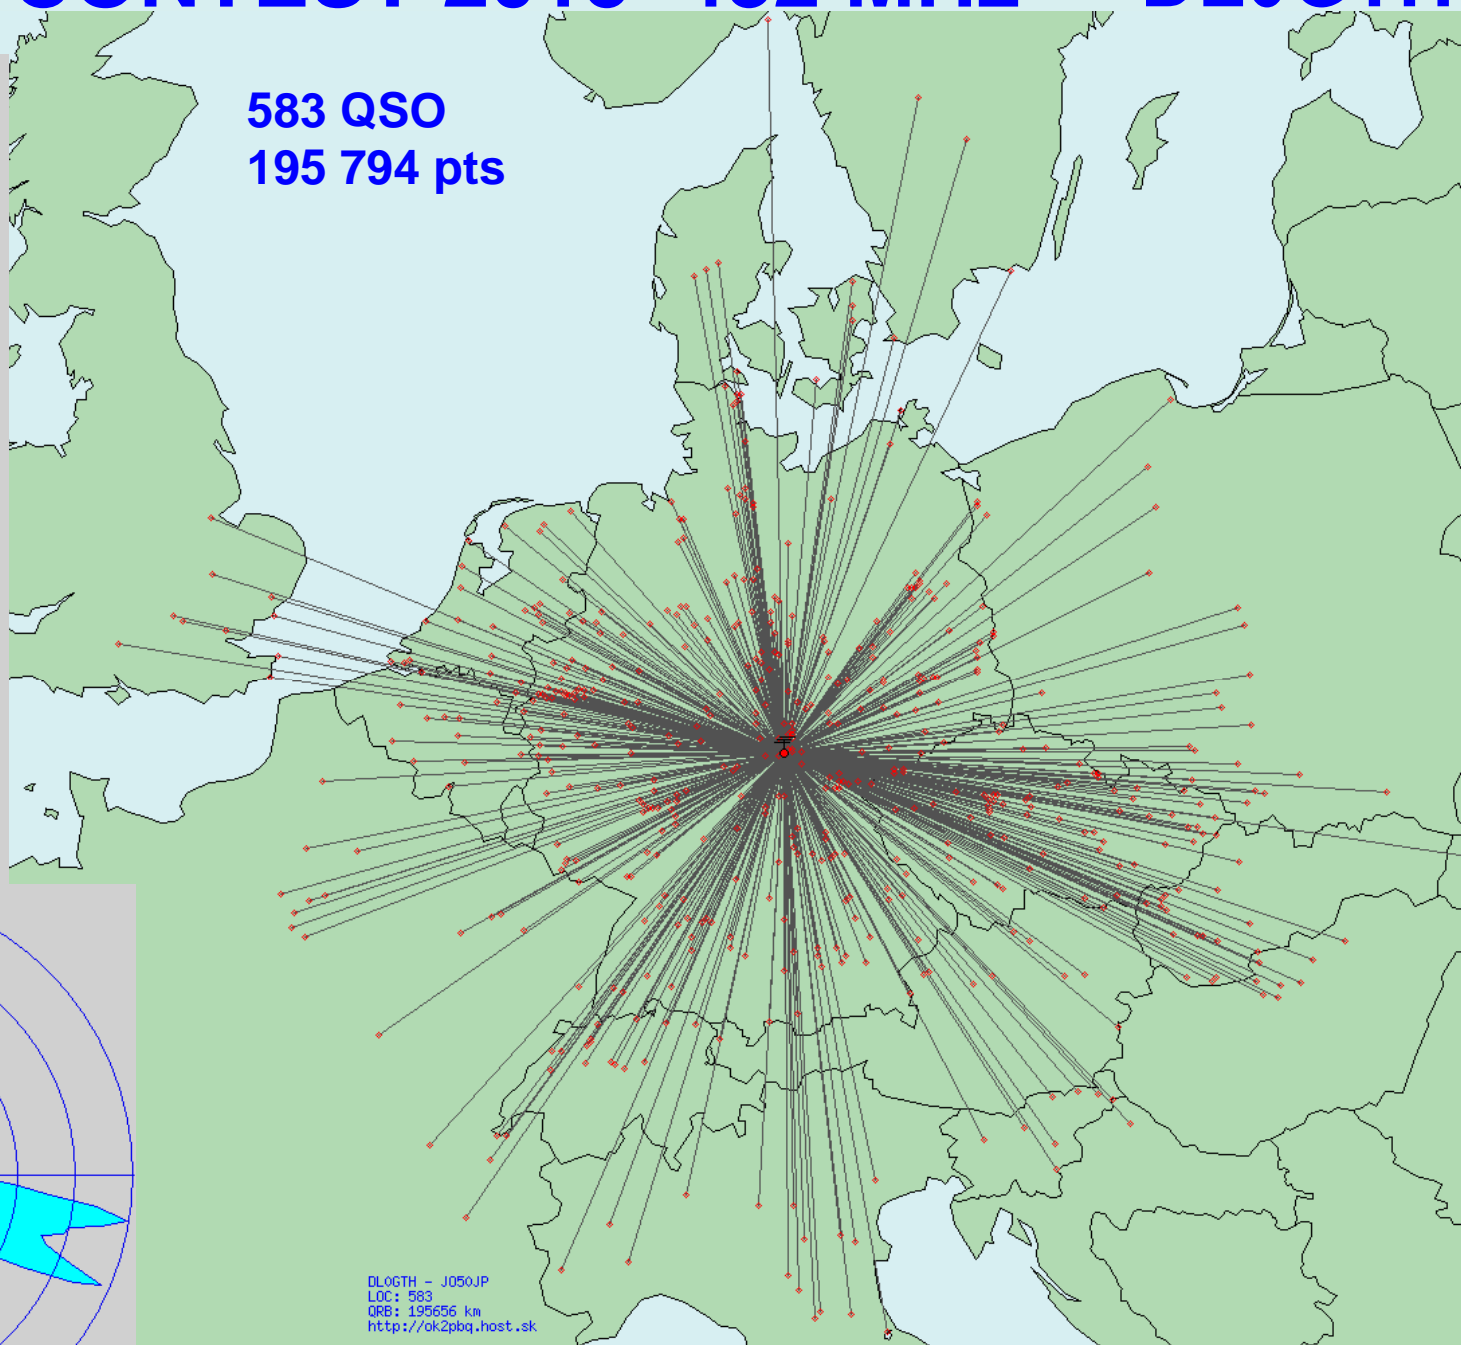 583 QSO
195 794 pts
DL0GTH - JO50JP
LOC: 583
QRB: 195656 km
http://ok2pbq.host.sk